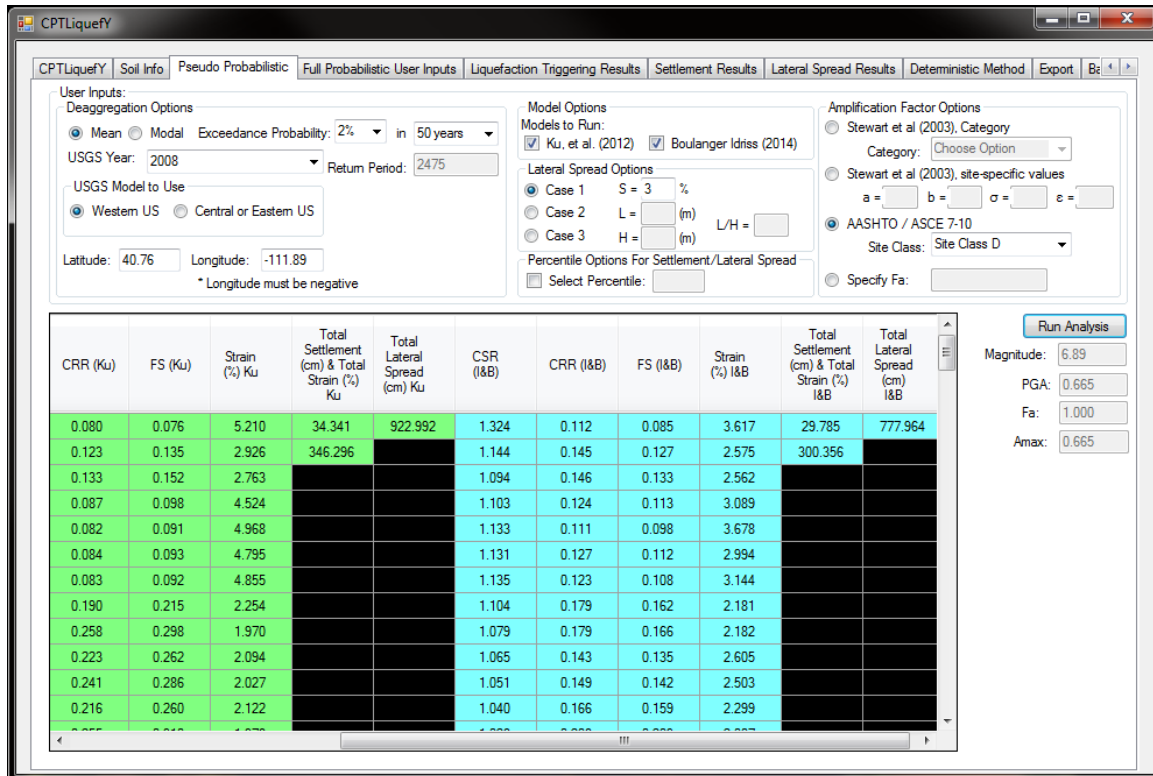 CPTLiquefY
CPTLiquefY Soil Info Pseudo Probabilistic Full Probabilistic User Inputs Liquefaction Triggering Results Settlement Results Lateral Spread Results Deterministic Method Export
User Inputs:
Deaggregation Options
Mean Modal Exceedance Probability: 2% in 50 years
USGS Year: 2008 Return Period: 2475
USGS Model to Use
Western US Central or Eastern US
Latitude: 40.76 Longitude: -111.89
* Longitude must be negative
Model Options
Models to Run:
Ku, et al. (2012) Boulanger Idriss (2014)
Lateral Spread Options
Case 1 S = 3 %
Case 2 L = (m)
Case 3 H = (m) L/H =
Percentile Options For Settlement/Lateral Spread
Select Percentile:
Amplification Factor Options
Stewart et al (2003), Category
Category: Choose Option
Stewart et al (2003), site-specific values
a = b = σ = ε =
AASHTO / ASCE 7-10
Site Class: Site Class D
Specify Fa:
Run Analysis
Magnitude: 6.89
PGA: 0.665
Fa: 1.000
Amax: 0.665
CRR (Ku) FS (Ku) Strain (%) Ku Total Settlement (cm) & Total Strain (%) Ku Total Lateral Spread (cm) Ku CSR (I&B) CRR (I&B) FS (I&B) Strain (%) I&B Total Settlement (cm) & Total Strain (%) I&B Total Lateral Spread (cm) I&B
0.080 0.076 5.210 34.341 922.992 1.324 0.112 0.085 3.617 29.785 777.964
0.123 0.135 2.926 346.296 1.144 0.145 0.127 2.575 300.356
0.133 0.152 2.763 1.094 0.146 0.133 2.562
0.087 0.098 4.524 1.103 0.124 0.113 3.089
0.082 0.091 4.968 1.133 0.111 0.098 3.678
0.084 0.093 4.795 1.131 0.127 0.112 2.994
0.083 0.092 4.855 1.135 0.123 0.108 3.144
0.190 0.215 2.254 1.104 0.179 0.162 2.181
0.258 0.298 1.970 1.079 0.179 0.166 2.182
0.223 0.262 2.094 1.065 0.143 0.135 2.605
0.241 0.286 2.027 1.051 0.149 0.142 2.503
0.216 0.260 2.122 1.040 0.166 0.159 2.299